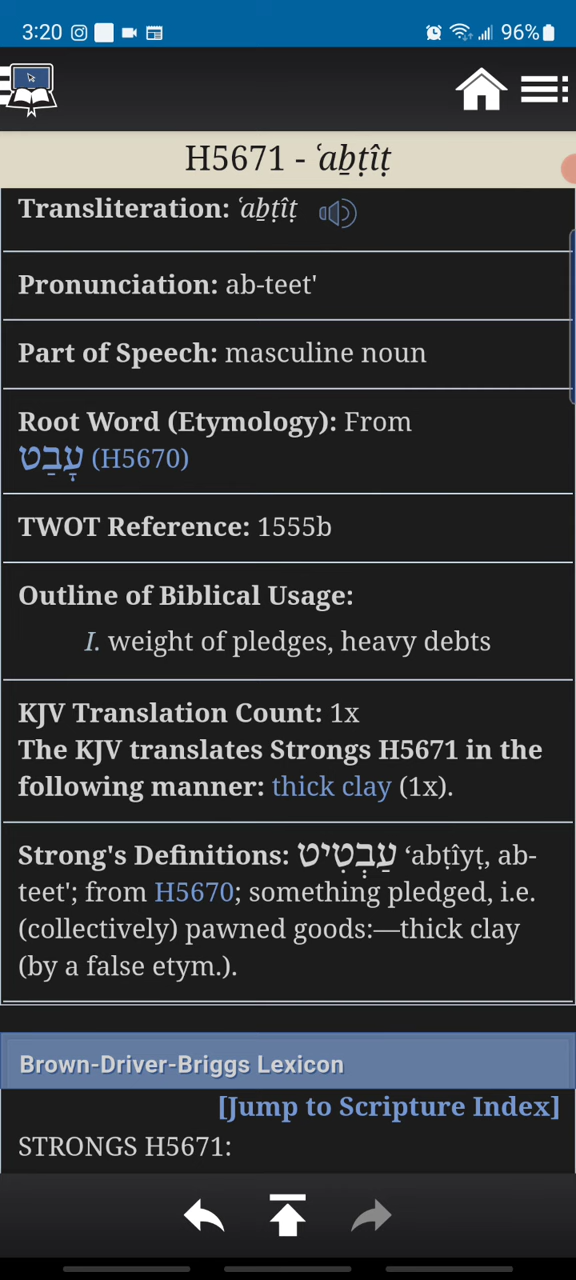 3:20 96%
H5671 - ʿaḇṭîṭ
Transliteration: ʿaḇṭîṭ
Pronunciation: ab-teet'
Part of Speech: masculine noun
Root Word (Etymology): From
עָבַט (H5670)
TWOT Reference: 1555b
Outline of Biblical Usage:
I. weight of pledges, heavy debts
KJV Translation Count: 1x
The KJV translates Strongs H5671 in the
following manner: thick clay (1x).
Strong's Definitions: עַבְטִיט ʻabṭîyṭ, ab-
teet'; from H5670; something pledged, i.e.
(collectively) pawned goods:—thick clay
(by a false etym.).
Brown-Driver-Briggs Lexicon
[Jump to Scripture Index]
STRONGS H5671: